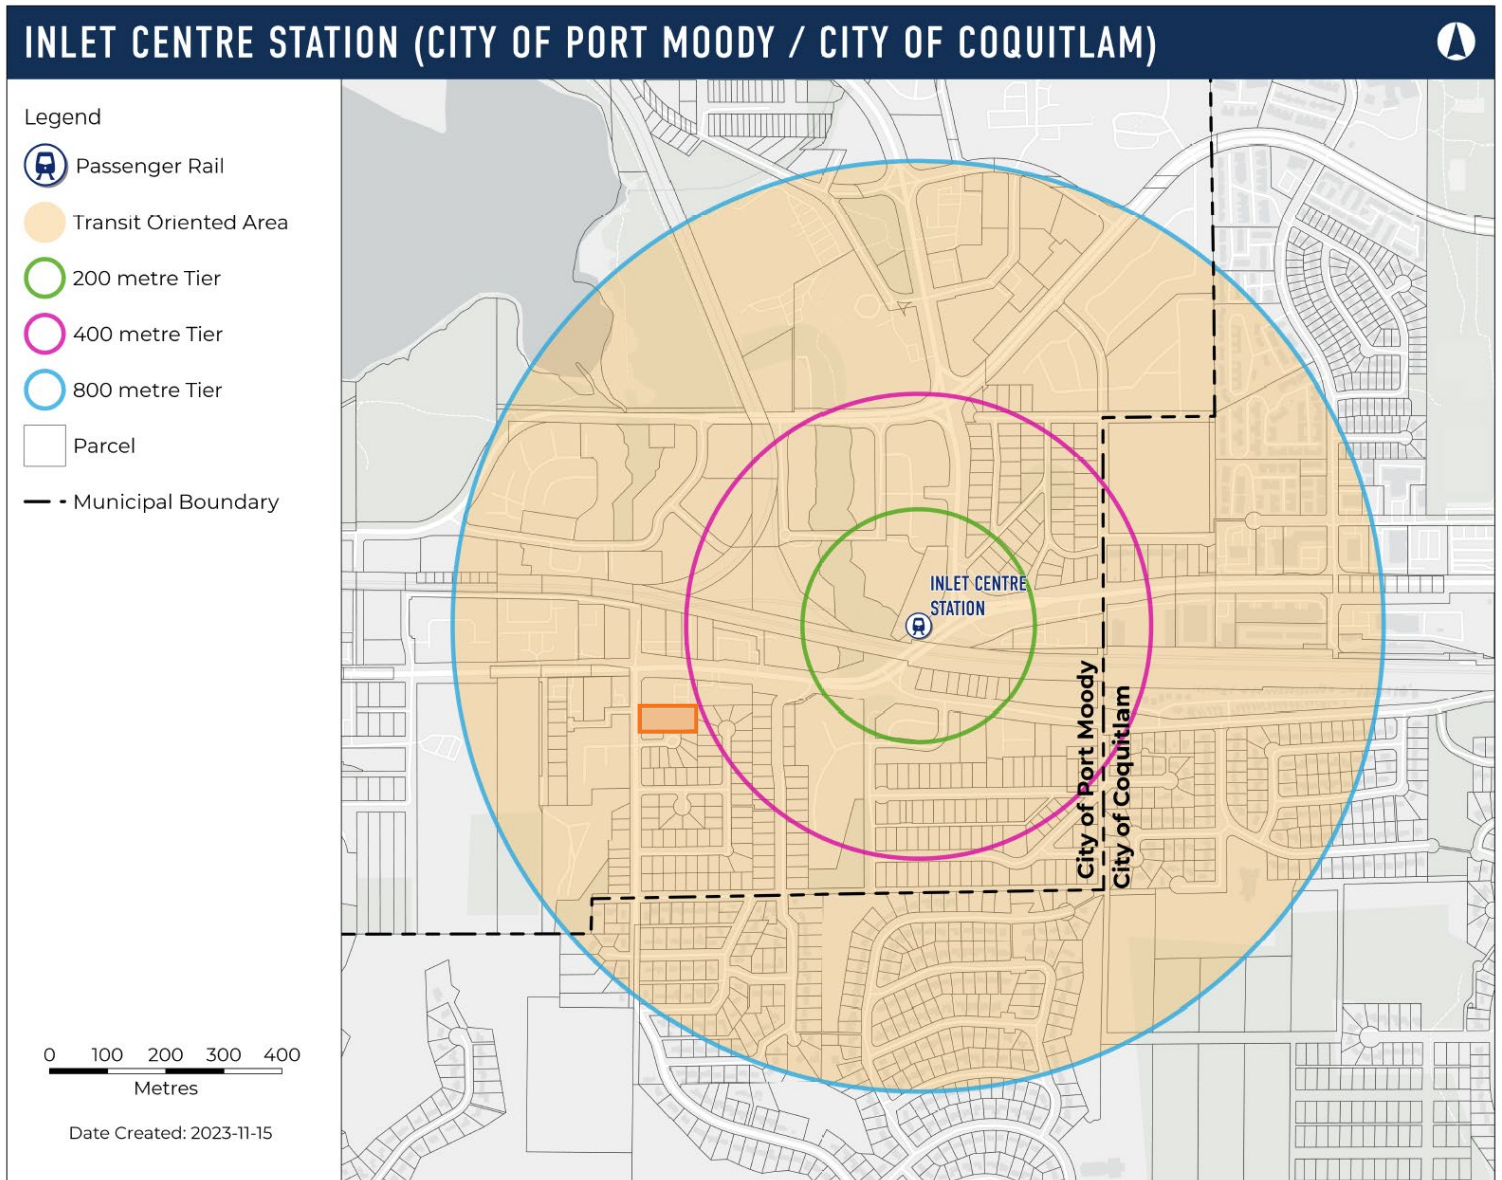 INLET CENTRE STATION (CITY OF PORT MOODY / CITY OF COQUITLAM)
Legend
Passenger Rail
Transit Oriented Area
200 metre Tier
400 metre Tier
800 metre Tier
Parcel
Municipal Boundary
INLET CENTRE
STATION
City of Port Moody
City of Coquitlam
0 100 200 300 400
Metres
Date Created: 2023-11-15